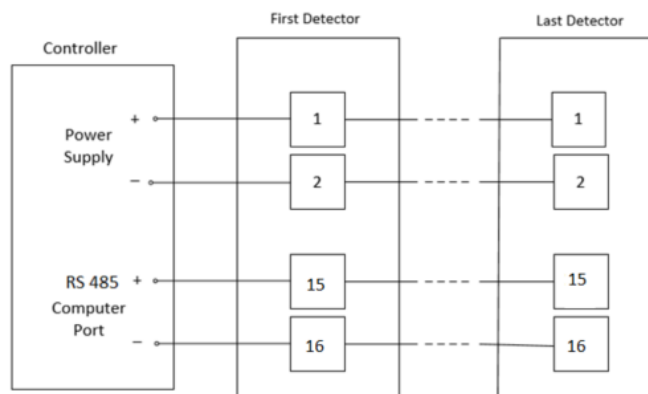 First Detector
Last Detector
Controller
+
1
1
Power
Supply
−
2
2
RS 485
+
15
15
Computer
Port
−
16
16